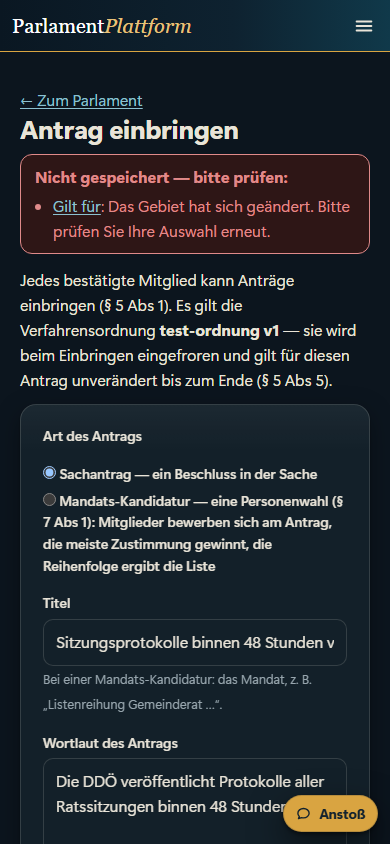 ParlamentPlattform
← Zum Parlament
Antrag einbringen
Nicht gespeichert — bitte prüfen:
Gilt für: Das Gebiet hat sich geändert. Bitte
prüfen Sie Ihre Auswahl erneut.
Jedes bestätigte Mitglied kann Anträge
einbringen (§ 5 Abs 1). Es gilt die
Verfahrensordnung test-ordnung v1 — sie wird
beim Einbringen eingefroren und gilt für diesen
Antrag unverändert bis zum Ende (§ 5 Abs 5).
Art des Antrags
Sachantrag — ein Beschluss in der Sache
Mandats-Kandidatur — eine Personenwahl (§
7 Abs 1): Mitglieder bewerben sich am Antrag,
die meiste Zustimmung gewinnt, die
Reihenfolge ergibt die Liste
Titel
Sitzungsprotokolle binnen 48 Stunden v
Bei einer Mandats-Kandidatur: das Mandat, z. B.
„Listenreihung Gemeinderat …“.
Wortlaut des Antrags
Die DDÖ veröffentlicht Protokolle aller
Ratssitzungen binnen 48 Stunden
Anstoß